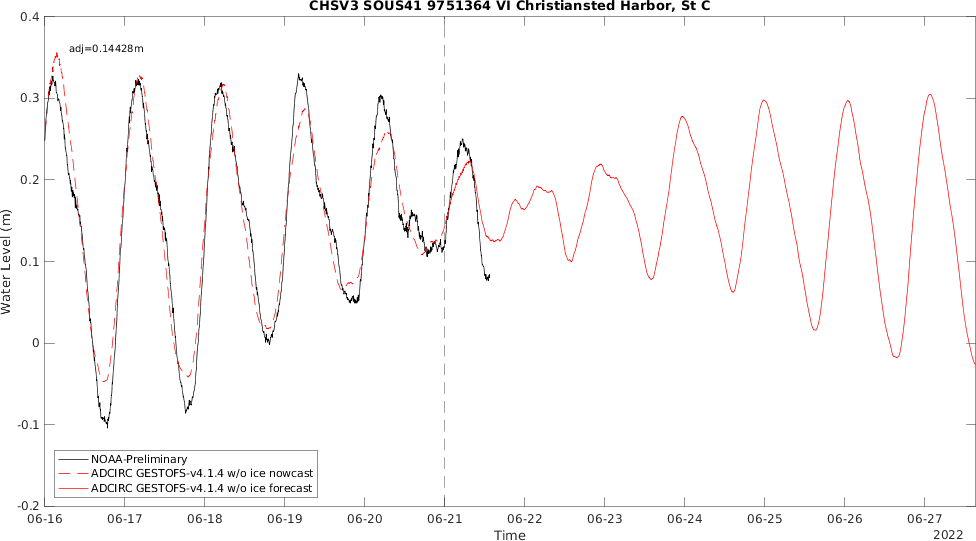 CHSV3 SOUS41 9751364 VI Christiansted Harbor, St C
adj=0.14428m
0.4
0.3
0.2
0.1
0
-0.1
-0.2
Water Level (m)
NOAA-Preliminary
ADCIRC GESTOFS-v4.1.4 w/o ice nowcast
ADCIRC GESTOFS-v4.1.4 w/o ice forecast
06-16 06-17 06-18 06-19 06-20 06-21 06-22 06-23 06-24 06-25 06-26 06-27
Time
2022